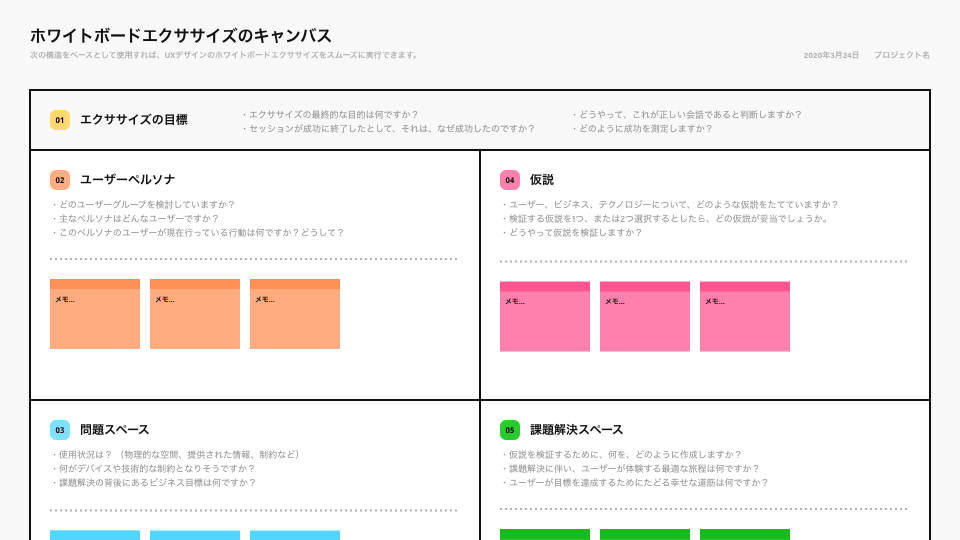 ホワイトボードエクササイズのキャンバス
次の構造をベースとして使用すれば、UXデザインのホワイトボードエクササイズをスムーズに実行できます。
2020年3月24日 プロジェクト名
01 エクササイズの目標
・エクササイズの最終的な目的は何ですか？
・セッションが成功に終了したとして、それは、なぜ成功したのですか？
・どうやって、これが正しい会話であると判断しますか？
・どのように成功を測定しますか？
02 ユーザーペルソナ
・どのユーザーグループを検討していますか？
・主なペルソナはどんなユーザーですか？
・このペルソナのユーザーが現在行っている行動は何ですか？どうして？
メモ... メモ... メモ...
04 仮説
・ユーザー、ビジネス、テクノロジーについて、どのような仮説をたてていますか？
・検証する仮説を1つ、または2つ選択するとしたら、どの仮説が妥当でしょうか。
・どうやって仮説を検証しますか？
メモ... メモ... メモ...
03 問題スペース
・使用状況は？ （物理的な空間、提供された情報、制約など）
・何がデバイスや技術的な制約となりそうですか？
・課題解決の背後にあるビジネス目標は何ですか？
05 課題解決スペース
・仮説を検証するために、何を、どのように作成しますか？
・課題解決に伴い、ユーザーが体験する最適な旅程は何ですか？
・ユーザーが目標を達成するためにたどる幸せな道筋は何ですか？